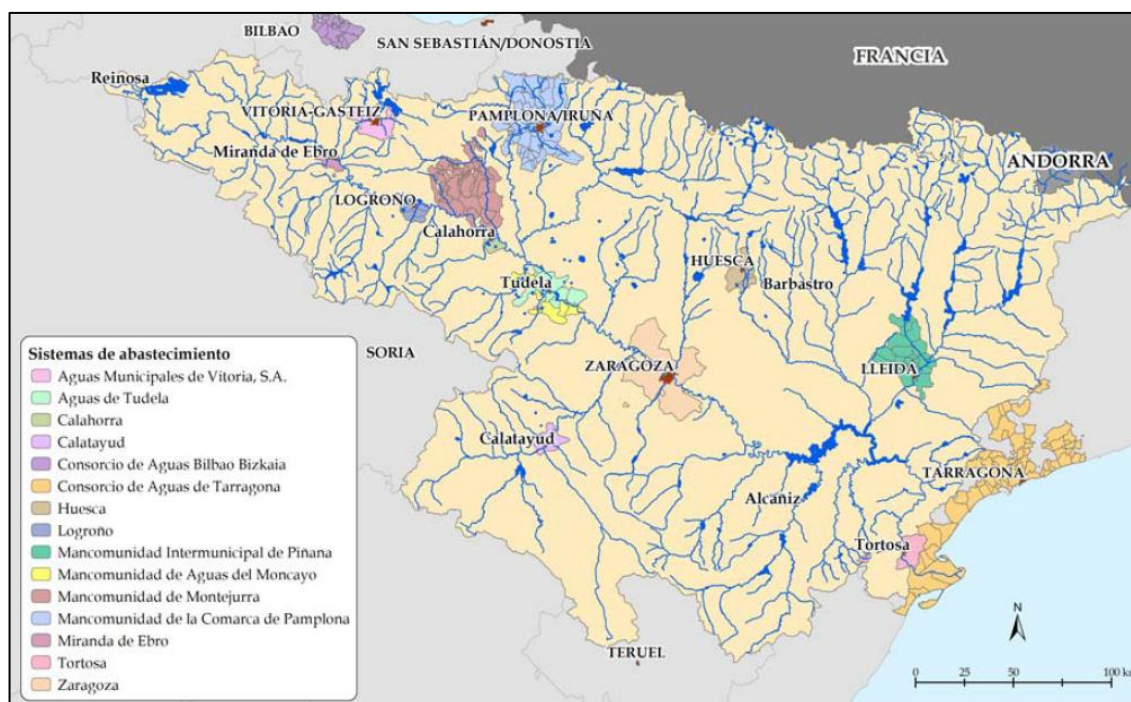 BILBAO
SAN SEBASTIÁN/DONOSTIA
FRANCIA
Reinosa
VITORIA-GASTEIZ
PAMPLONA/IRUÑA
Miranda de Ebro
ANDORRA
LOGROÑO
Calahorra
HUESCA
Barbastro
Tudela
SORIA
ZARAGOZA
LLEIDA
Calatayud
TARRAGONA
Alcañiz
Tortosa
TERUEL
Sistemas de abastecimiento
Aguas Municipales de Vitoria, S.A.
Aguas de Tudela
Calahorra
Calatayud
Consorcio de Aguas Bilbao Bizkaia
Consorcio de Aguas de Tarragona
Huesca
Logroño
Mancomunidad Intermunicipal de Piñana
Mancomunidad de Aguas del Moncayo
Mancomunidad de Montejurra
Mancomunidad de la Comarca de Pamplona
Miranda de Ebro
Tortosa
Zaragoza
N
0 25 50 100